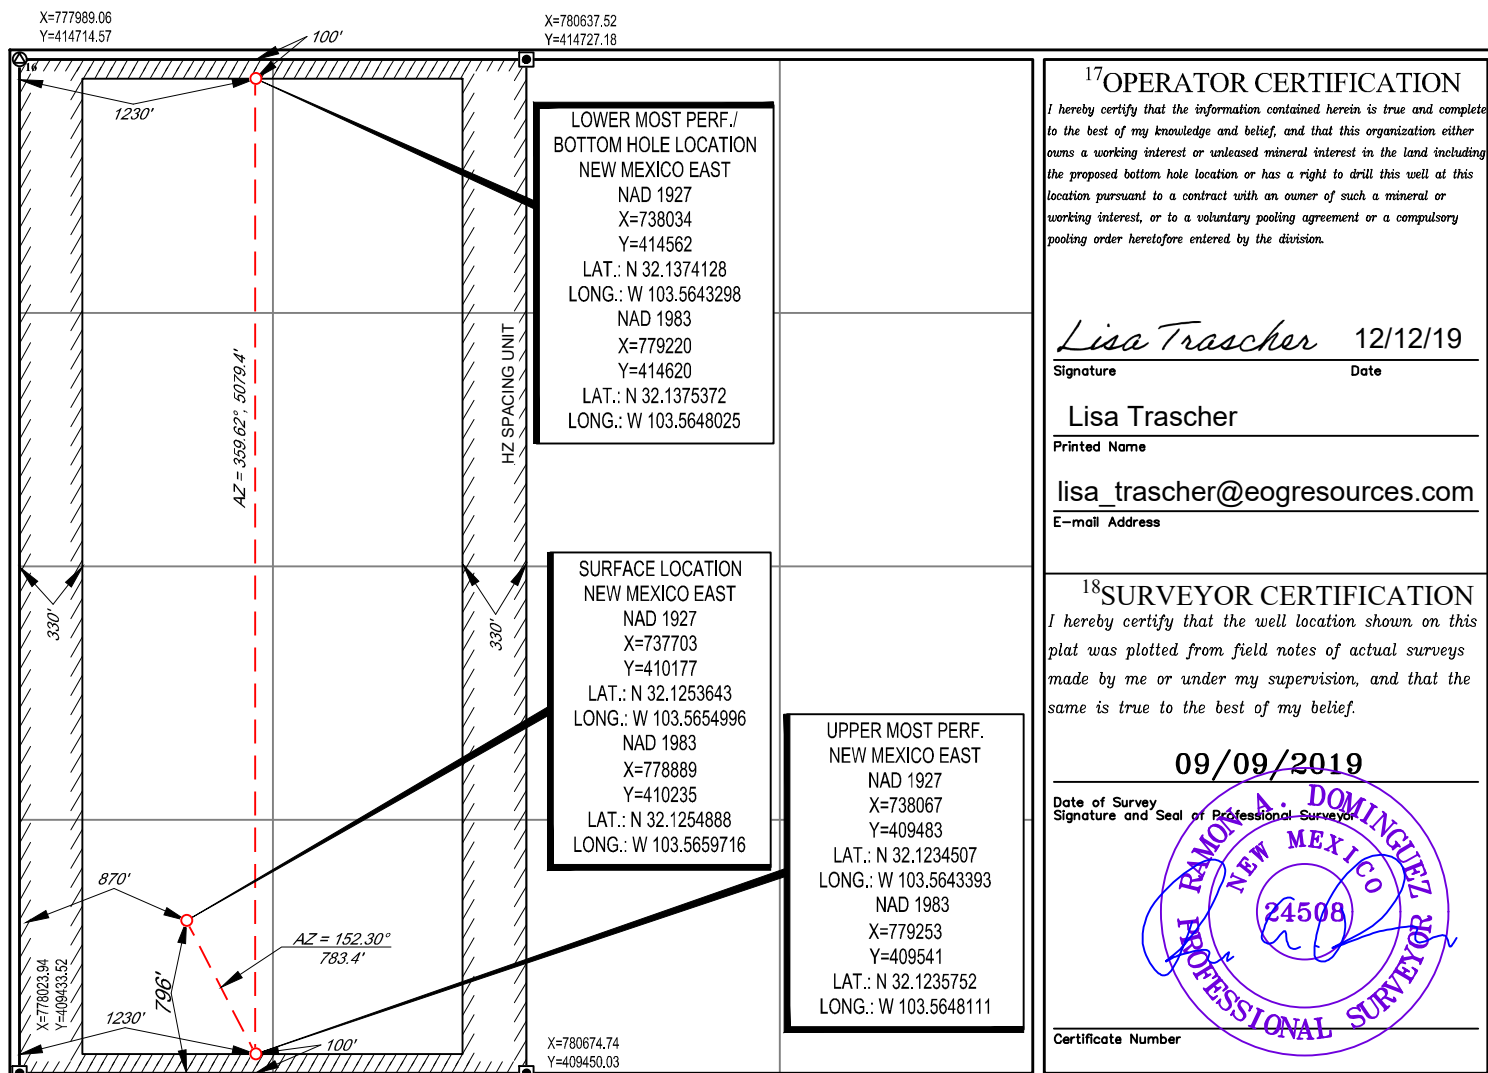 X=777989.06
Y=414714.57
X=780637.52
Y=414727.18
100'
16
1230'
LOWER MOST PERF./
BOTTOM HOLE LOCATION
NEW MEXICO EAST
NAD 1927
X=738034
Y=414562
LAT.: N 32.1374128
LONG.: W 103.5643298
NAD 1983
X=779220
Y=414620
LAT.: N 32.1375372
LONG.: W 103.5648025
AZ = 359.62°, 5079.4'
HZ SPACING UNIT
330'
330'
SURFACE LOCATION
NEW MEXICO EAST
NAD 1927
X=737703
Y=410177
LAT.: N 32.1253643
LONG.: W 103.5654996
NAD 1983
X=778889
Y=410235
LAT.: N 32.1254888
LONG.: W 103.5659716
UPPER MOST PERF.
NEW MEXICO EAST
NAD 1927
X=738067
Y=409483
LAT.: N 32.1234507
LONG.: W 103.5643393
NAD 1983
X=779253
Y=409541
LAT.: N 32.1235752
LONG.: W 103.5648111
870'
AZ = 152.30°
783.4'
796'
X=778023.94
Y=409433.52
1230'
100'
X=780674.74
Y=409450.03
17OPERATOR CERTIFICATION
I hereby certify that the information contained herein is true and complete
to the best of my knowledge and belief, and that this organization either
owns a working interest or unleased mineral interest in the land including
the proposed bottom hole location or has a right to drill this well at this
location pursuant to a contract with an owner of such a mineral or
working interest, or to a voluntary pooling agreement or a compulsory
pooling order heretofore entered by the division.
Lisa Trascher 12/12/19
Signature Date
Lisa Trascher
Printed Name
lisa_trascher@eogresources.com
E-mail Address
18SURVEYOR CERTIFICATION
I hereby certify that the well location shown on this
plat was plotted from field notes of actual surveys
made by me or under my supervision, and that the
same is true to the best of my belief.
09/09/2019
Date of Survey
Signature and Seal of Professional Surveyor
RAMON A. DOMINGUEZ
NEW MEXICO
24508
PROFESSIONAL SURVEYOR
Certificate Number